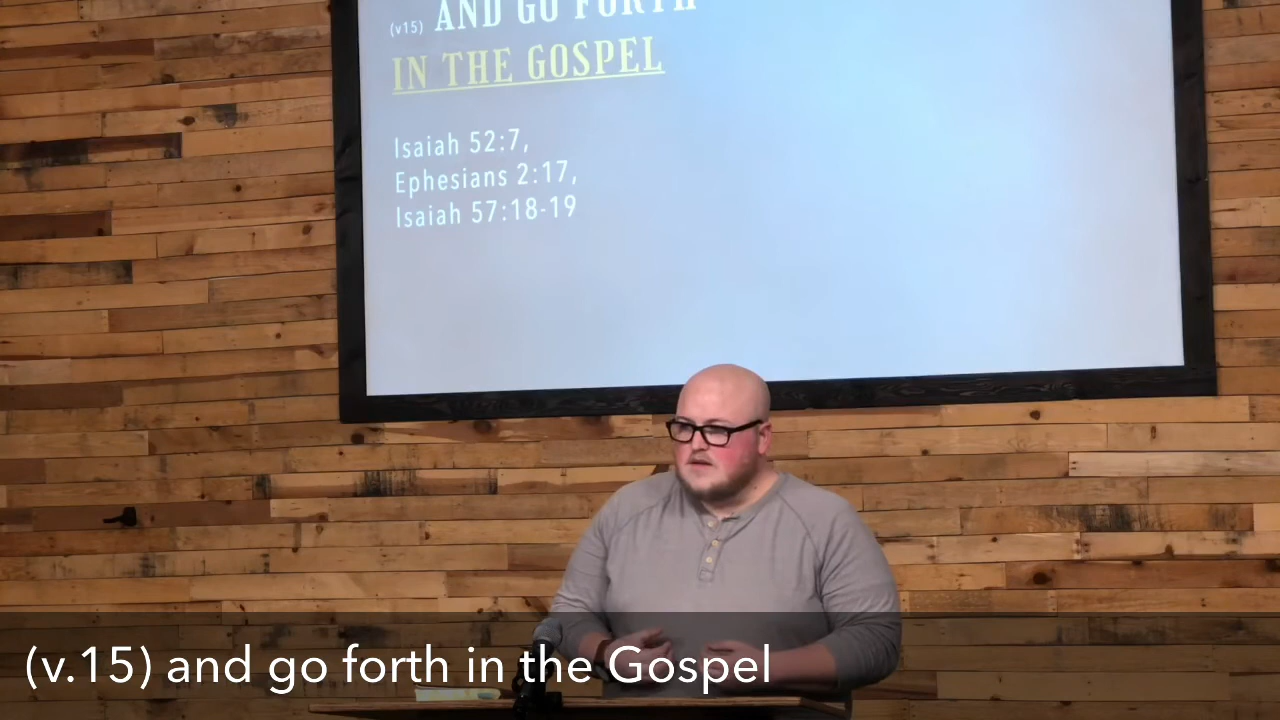 (v15) AND GO FORTH
IN THE GOSPEL
Isaiah 52:7,
Ephesians 2:17,
Isaiah 57:18-19
(v.15) and go forth in the Gospel